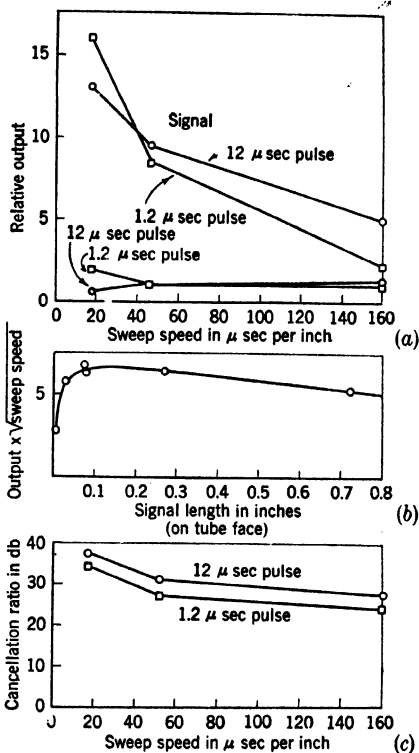 15
10
5
0
Relative output
Signal
12 μ sec pulse
1.2 μ sec pulse
12 μ sec pulse
1.2 μ sec pulse
0 20 40 60 80 100 120 140 160
Sweep speed in μ sec per inch
(a)
Output x √sweep speed
5
0.1 0.2 0.3 0.4 0.5 0.6 0.7 0.8
Signal length in inches
(on tube face)
(b)
Cancellation ratio in db
40
30
20
10
0
12 μ sec pulse
1.2 μ sec pulse
0 20 40 60 80 100 120 140 160
Sweep speed in μ sec per inch
(c)